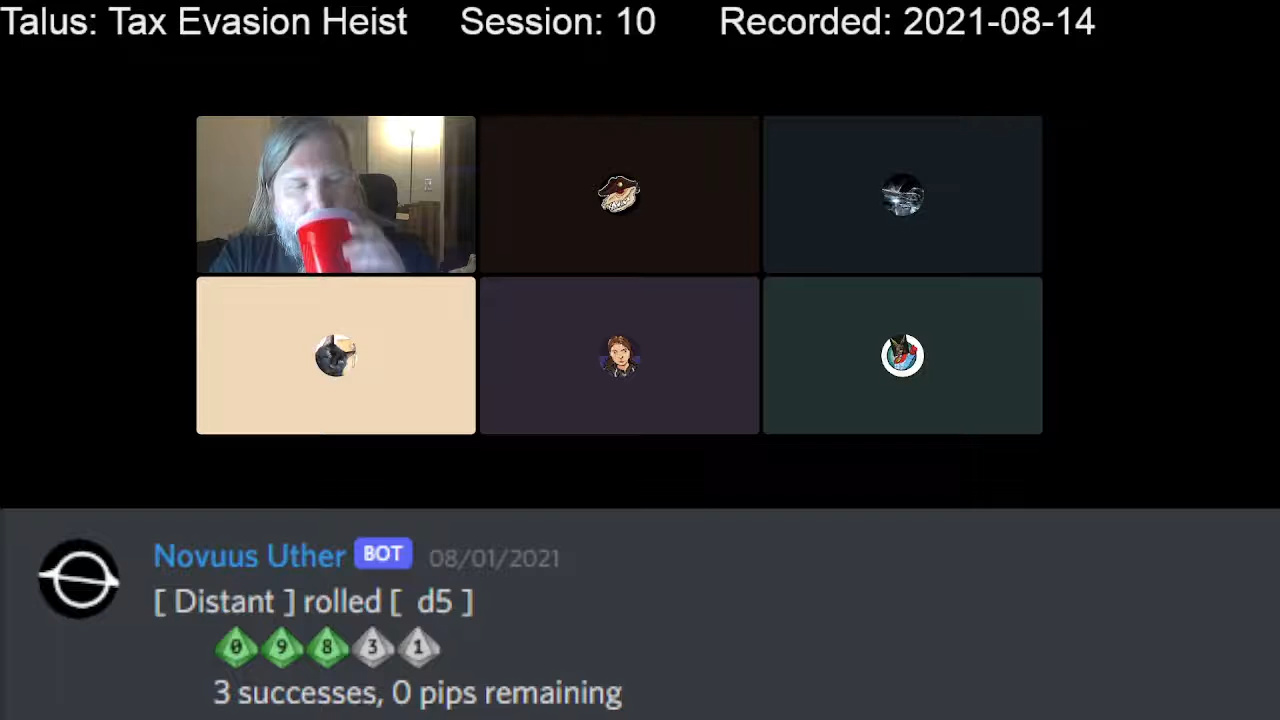 Talus: Tax Evasion Heist Session: 10 Recorded: 2021-08-14
Novuus Uther BOT 08/01/2021
[ Distant ] rolled [ d5 ]
0 9 8 3 1
3 successes, 0 pips remaining